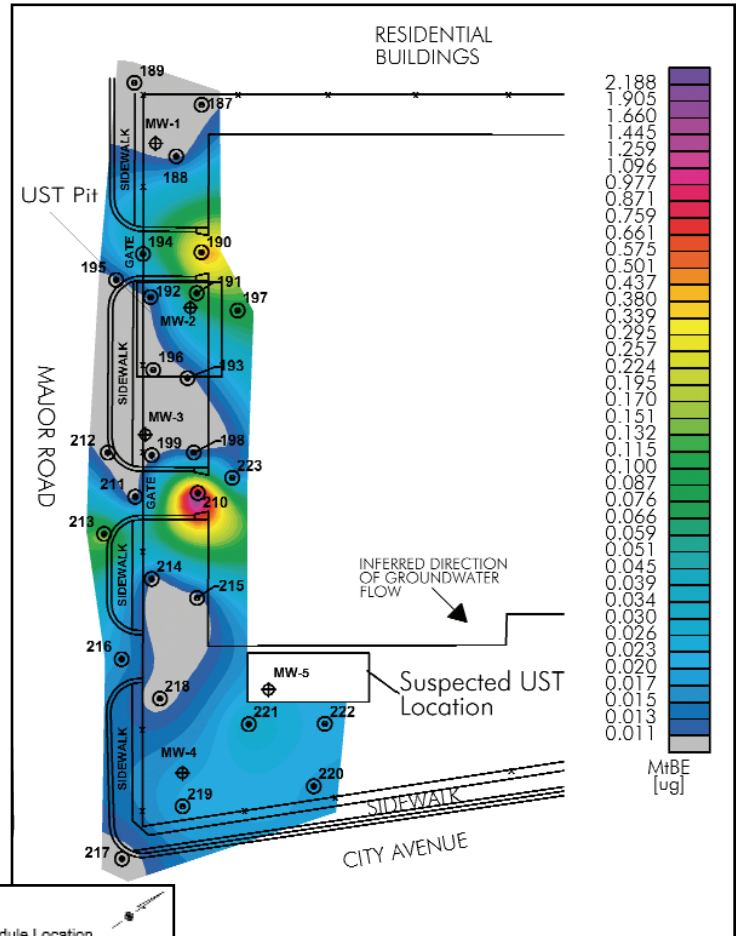 RESIDENTIAL
BUILDINGS
189
187
MW-1
188
SIDEWALK
UST Pit
194
190
GATE
195
192
191
197
MW-2
196
193
SIDEWALK
MAJOR ROAD
MW-3
212
199
198
223
211
GATE
210
213
SIDEWALK
214
215
INFERRED DIRECTION
OF GROUNDWATER
FLOW
216
218
MW-5
Suspected UST
Location
221
222
MW-4
SIDEWALK
219
220
SIDEWALK
217
CITY AVENUE
2.188
1.905
1.660
1.445
1.259
1.096
0.977
0.871
0.759
0.661
0.575
0.501
0.437
0.380
0.339
0.295
0.257
0.224
0.195
0.170
0.151
0.132
0.115
0.100
0.087
0.076
0.066
0.059
0.051
0.045
0.039
0.034
0.030
0.026
0.023
0.020
0.017
0.015
0.013
0.011
MtBE
[ug]
Location